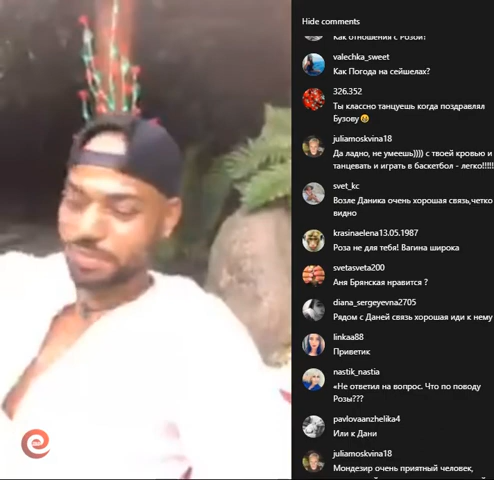 Hide comments
Как отношения с Розой?
valechka_sweet
Как Погода на сейшелах?
326.352
Ты классно танцуешь когда поздравлял
Бузову
juliamoskvina18
Да ладно, не умеешь)))) с твоей кровью и
танцевати и играть в баскетбол - легко!!!!!
svet_kc
Возле Даника очень хорошая связь,четко
видно
krasinaelena13.05.1987
Роза не для тебя! Вагина широка
svetasveta200
Аня Брянская нравится ?
diana_sergeyevna2705
Рядом с Даней связь хорошая иди к нему
linkaa88
Приветик
nastik_nastia
«Не ответил на вопрос. Что по поводу
Розы???
pavlovaanzhelika4
Или к Дани
juliamoskvina18
Мондезир очень приятный человек,